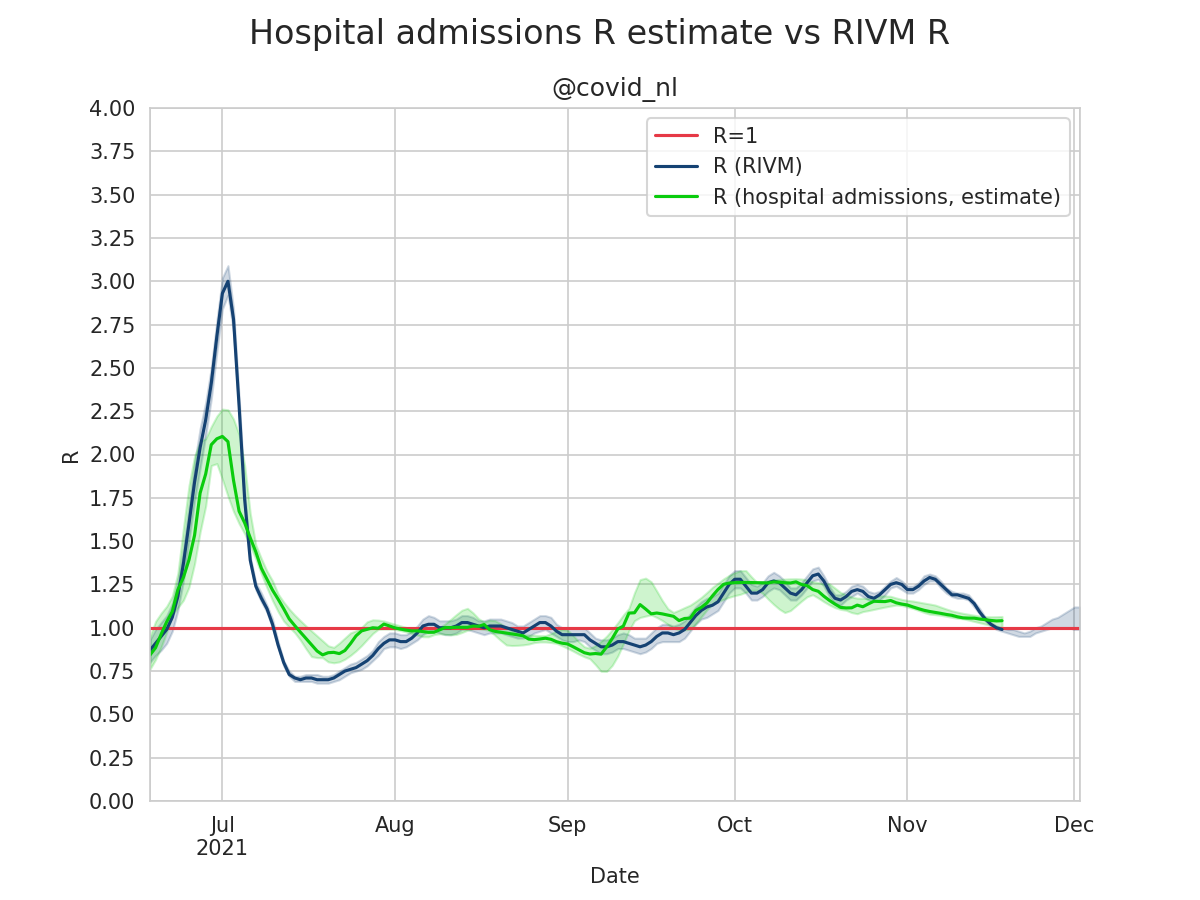 Hospital admissions R estimate vs RIVM R
@covid_nl
R=1
R (RIVM)
R (hospital admissions, estimate)
4.00
3.75
3.50
3.25
3.00
2.75
2.50
2.25
2.00
1.75
1.50
1.25
1.00
0.75
0.50
0.25
0.00
R
Jul Aug Sep Oct Nov Dec
2021
Date